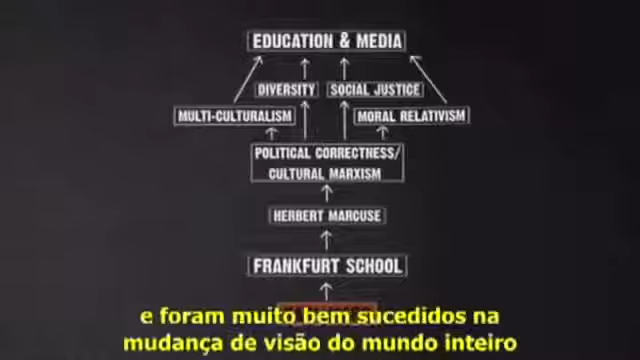 EDUCATION & MEDIA
DIVERSITY SOCIAL JUSTICE
MULTI-CULTURALISM MORAL RELATIVISM
POLITICAL CORRECTNESS/
CULTURAL MARXISM
HERBERT MARCUSE
FRANKFURT SCHOOL
e foram muito bem sucedidos na
mudança de visão do mundo inteiro